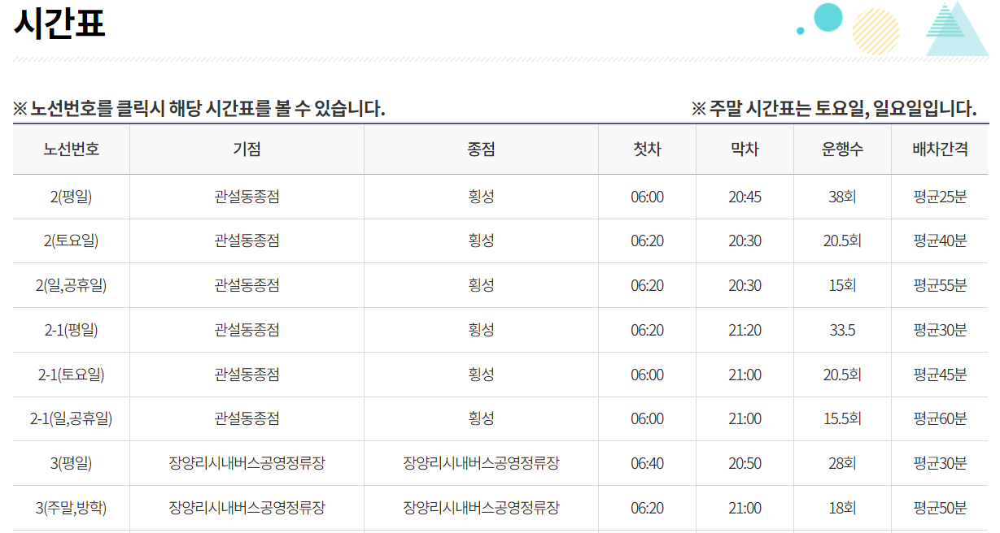 시간표
※ 노선번호를 클릭시 해당 시간표를 볼 수 있습니다. ※ 주말 시간표는 토요일, 일요일입니다.
노선번호 기점 종점 첫차 막차 운행수 배차간격
2(평일) 관설동종점 횡성 06:00 20:45 38회 평균25분
2(토요일) 관설동종점 횡성 06:20 20:30 20.5회 평균40분
2(일,공휴일) 관설동종점 횡성 06:20 20:30 15회 평균55분
2-1(평일) 관설동종점 횡성 06:20 21:20 33.5 평균30분
2-1(토요일) 관설동종점 횡성 06:00 21:00 20.5회 평균45분
2-1(일,공휴일) 관설동종점 횡성 06:00 21:00 15.5회 평균60분
3(평일) 장양리시내버스공영정류장 장양리시내버스공영정류장 06:40 20:50 28회 평균30분
3(주말,방학) 장양리시내버스공영정류장 장양리시내버스공영정류장 06:20 21:00 18회 평균50분